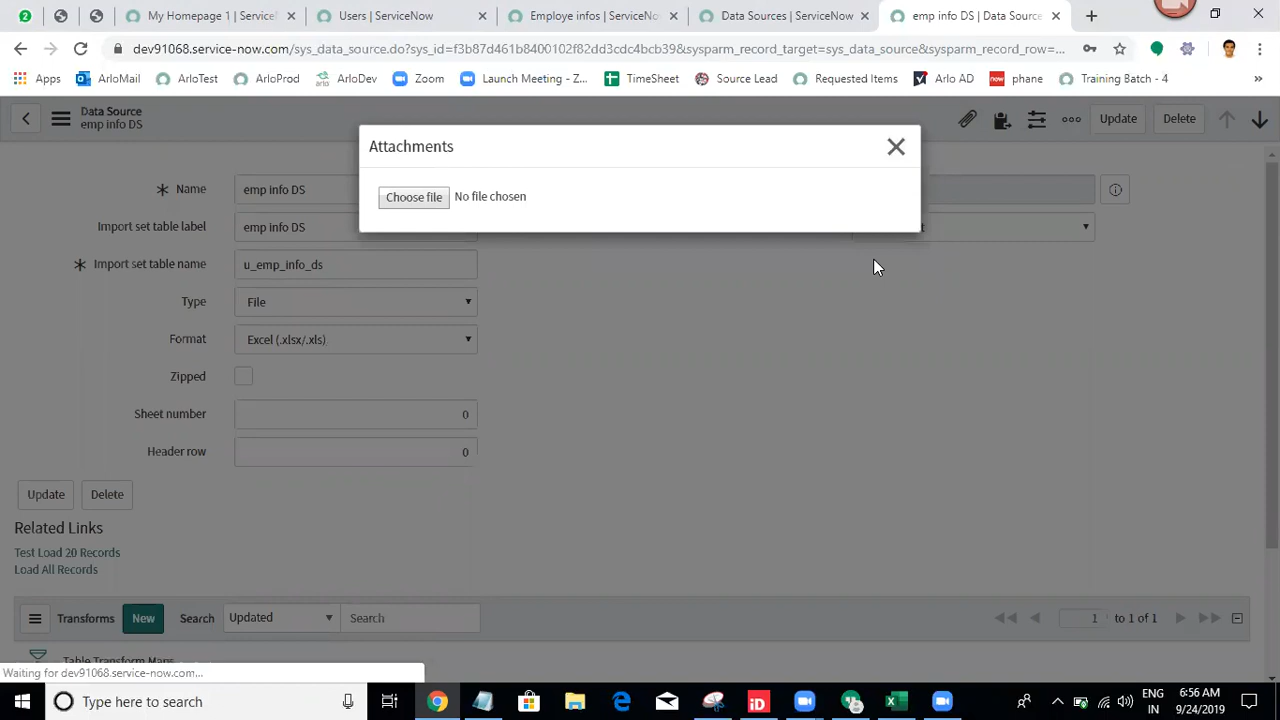 2
My Homepage 1 | Service
Users | ServiceNow
Employe infos | ServiceN
Data Sources | ServiceN
emp info DS | Data Source
dev91068.service-now.com/sys_data_source.do?sys_id=f3b87d461b8400102f82dd3cdc4bcb39&sysparm_record_target=sys_data_source&sysparm_record_row=...
Apps
ArloMail
ArloTest
ArloProd
ArloDev
Zoom
Launch Meeting - Z...
TimeSheet
Source Lead
Requested Items
Arlo AD
now phane
Training Batch - 4
»
Data Source
emp info DS
Update
Delete
Attachments
Choose file No file chosen
Name emp info DS
Import set table label emp info DS
Import set table name u_emp_info_ds
Type File
Format Excel (.xlsx/.xls)
Zipped
Sheet number 0
Header row 0
Update Delete
Related Links
Test Load 20 Records
Load All Records
Transforms New Search Updated Search 1 to 1 of 1
Table Transform Maps
Waiting for dev91068.service-now.com...
Type here to search
iD
ENG
IN
6:56 AM
9/24/2019